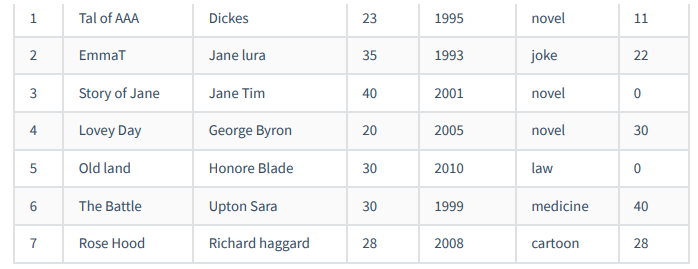 1 Tal of AAA Dickes 23 1995 novel 11
2 EmmaT Jane lura 35 1993 joke 22
3 Story of Jane Jane Tim 40 2001 novel 0
4 Lovey Day George Byron 20 2005 novel 30
5 Old land Honore Blade 30 2010 law 0
6 The Battle Upton Sara 30 1999 medicine 40
7 Rose Hood Richard haggard 28 2008 cartoon 28